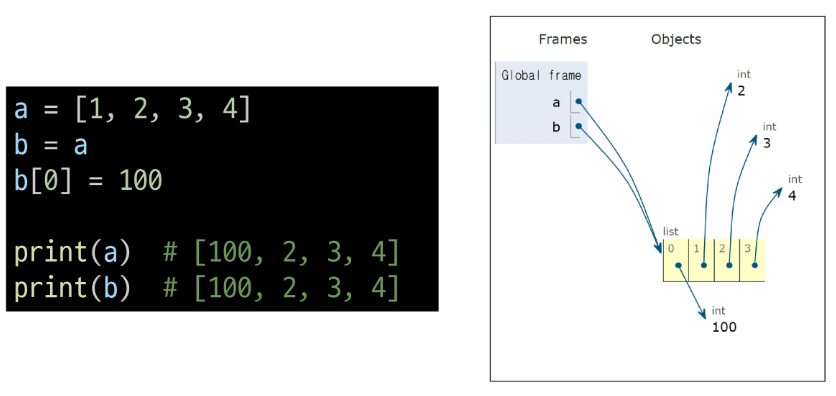 a = [1, 2, 3, 4]
b = a
b[0] = 100
print(a)  # [100, 2, 3, 4]
print(b)  # [100, 2, 3, 4]
Frames Objects
Global frame
a
b
int
2
int
3
int
4
list
0 1 2 3
int
100